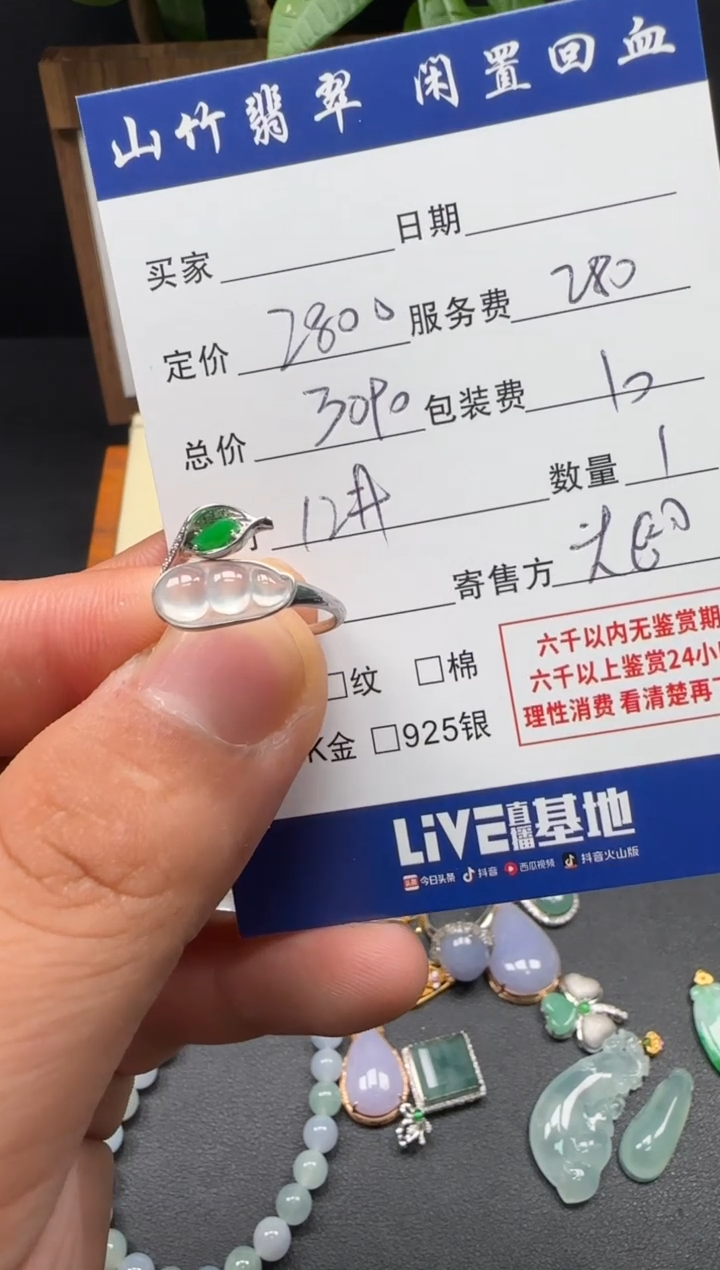 山竹翡翠 闲置回血
买家 日期
定价 2800 服务费 280
总价 3090 包装费 10
12# 数量 1
寄售方
□纹 □棉
K金 □925银
六千以内无鉴赏期
六千以上鉴赏24小
理性消费 看清楚再
LiVE直播基地
头条 今日头条 抖音 西瓜视频 抖音火山版